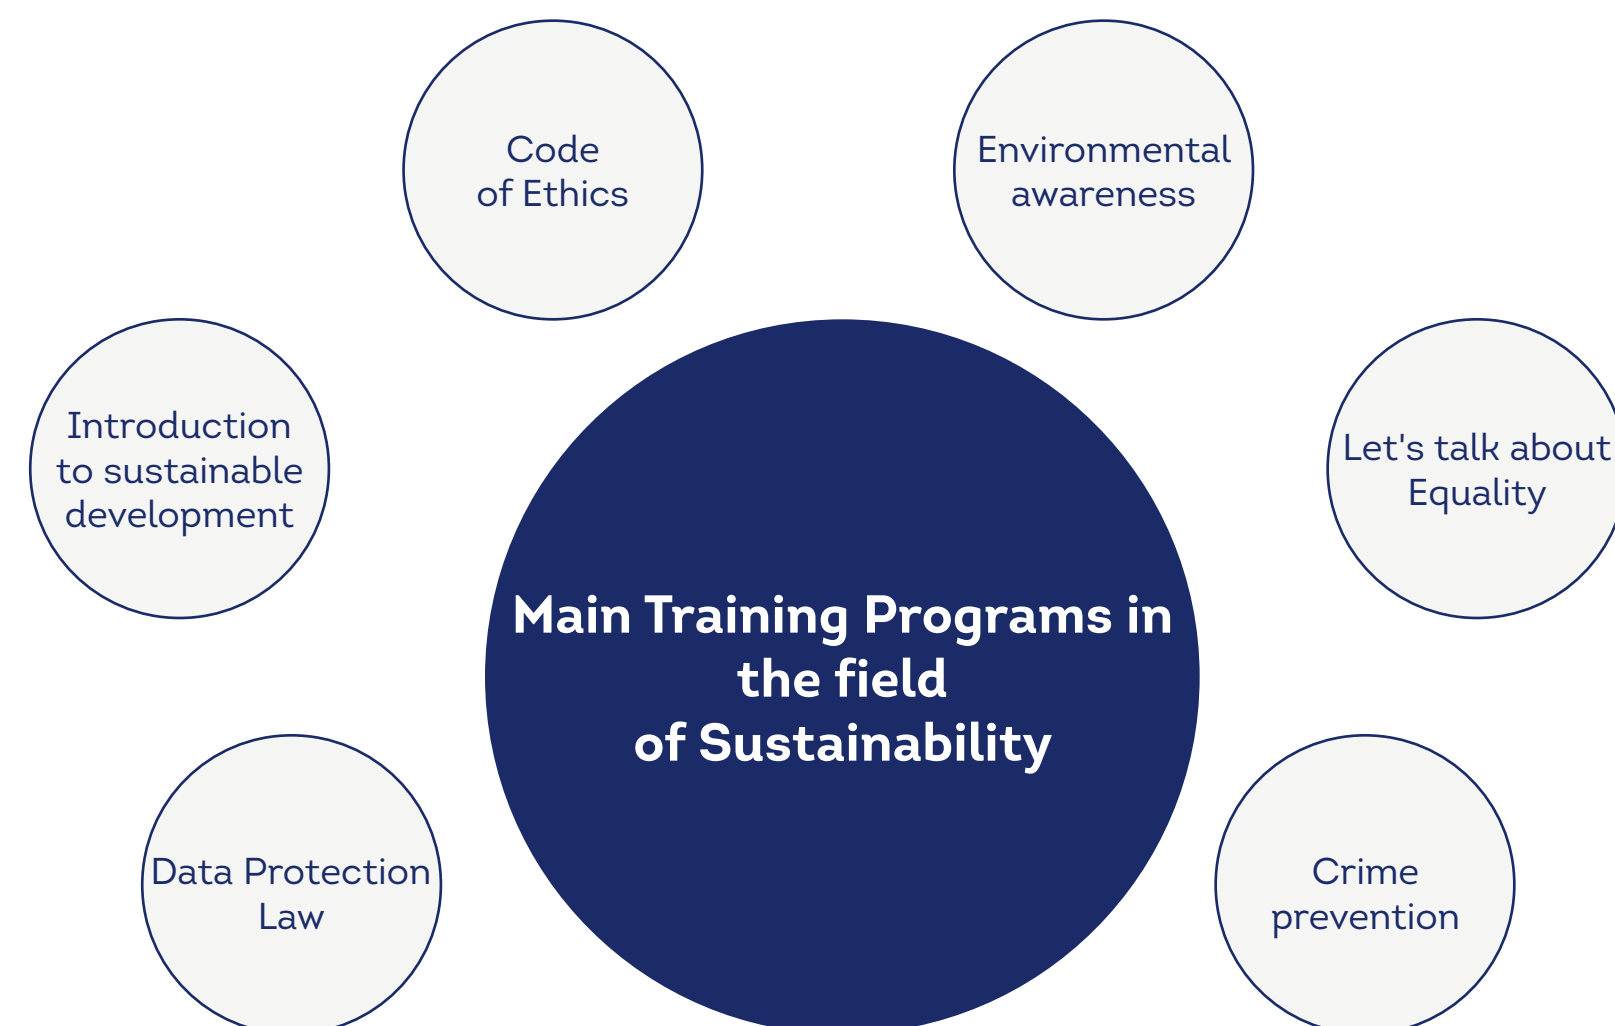 Code
of Ethics
Environmental
awareness
Introduction
to sustainable
development
Let's talk about
Equality
Main Training Programs in
the field
of Sustainability
Data Protection
Law
Crime
prevention